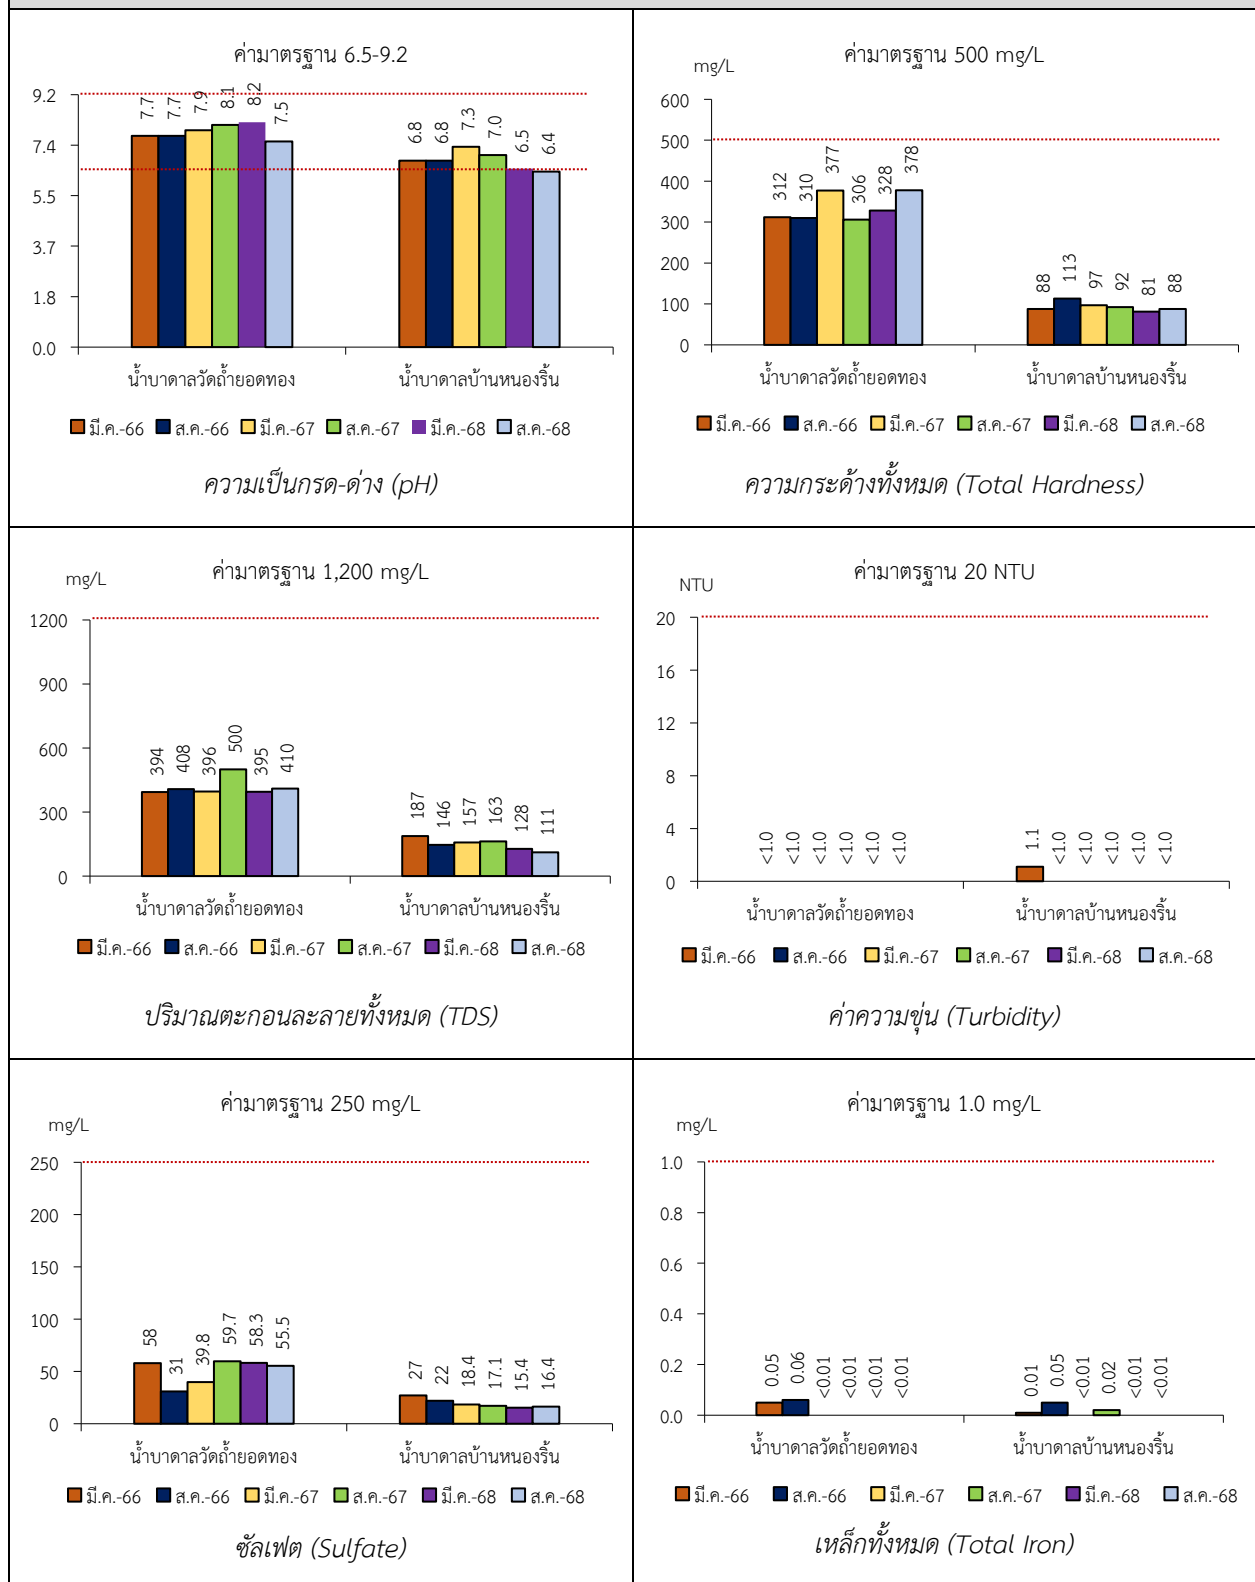 ค่ามาตรฐาน 6.5-9.2
9.2
7.4
5.5
3.7
1.8
0.0
7.7 7.7 7.9 8.1 8.2 7.5
6.8 6.8 7.3 7.0 6.5 6.4
น้ำบาดาลวัดถ้ำยอดทอง น้ำบาดาลบ้านหนองริ้น
มี.ค.-66 ส.ค.-66 มี.ค.-67 ส.ค.-67 มี.ค.-68 ส.ค.-68
ความเป็นกรด-ด่าง (pH)
ค่ามาตรฐาน 500 mg/L
mg/L
600
500
400
300
200
100
0
312 310 377 306 328 378
88 113 97 92 81 88
น้ำบาดาลวัดถ้ำยอดทอง น้ำบาดาลบ้านหนองริ้น
มี.ค.-66 ส.ค.-66 มี.ค.-67 ส.ค.-67 มี.ค.-68 ส.ค.-68
ความกระด้างทั้งหมด (Total Hardness)
ค่ามาตรฐาน 1,200 mg/L
mg/L
1200
900
600
300
0
394 408 396 500 395 410
187 146 157 163 128 111
น้ำบาดาลวัดถ้ำยอดทอง น้ำบาดาลบ้านหนองริ้น
มี.ค.-66 ส.ค.-66 มี.ค.-67 ส.ค.-67 มี.ค.-68 ส.ค.-68
ปริมาณตะกอนละลายทั้งหมด (TDS)
ค่ามาตรฐาน 20 NTU
NTU
20
16
12
8
4
0
<1.0 <1.0 <1.0 <1.0 <1.0 <1.0
1.1 <1.0 <1.0 <1.0 <1.0 <1.0
น้ำบาดาลวัดถ้ำยอดทอง น้ำบาดาลบ้านหนองริ้น
มี.ค.-66 ส.ค.-66 มี.ค.-67 ส.ค.-67 มี.ค.-68 ส.ค.-68
ค่าความขุ่น (Turbidity)
ค่ามาตรฐาน 250 mg/L
mg/L
250
200
150
100
50
0
58 31 39.8 59.7 58.3 55.5
27 22 18.4 17.1 15.4 16.4
น้ำบาดาลวัดถ้ำยอดทอง น้ำบาดาลบ้านหนองริ้น
มี.ค.-66 ส.ค.-66 มี.ค.-67 ส.ค.-67 มี.ค.-68 ส.ค.-68
ซัลเฟต (Sulfate)
ค่ามาตรฐาน 1.0 mg/L
mg/L
1.0
0.8
0.6
0.4
0.2
0.0
0.05 0.06 <0.01 <0.01 <0.01 <0.01
0.01 0.05 <0.01 0.02 <0.01 <0.01
น้ำบาดาลวัดถ้ำยอดทอง น้ำบาดาลบ้านหนองริ้น
มี.ค.-66 ส.ค.-66 มี.ค.-67 ส.ค.-67 มี.ค.-68 ส.ค.-68
เหล็กทั้งหมด (Total Iron)